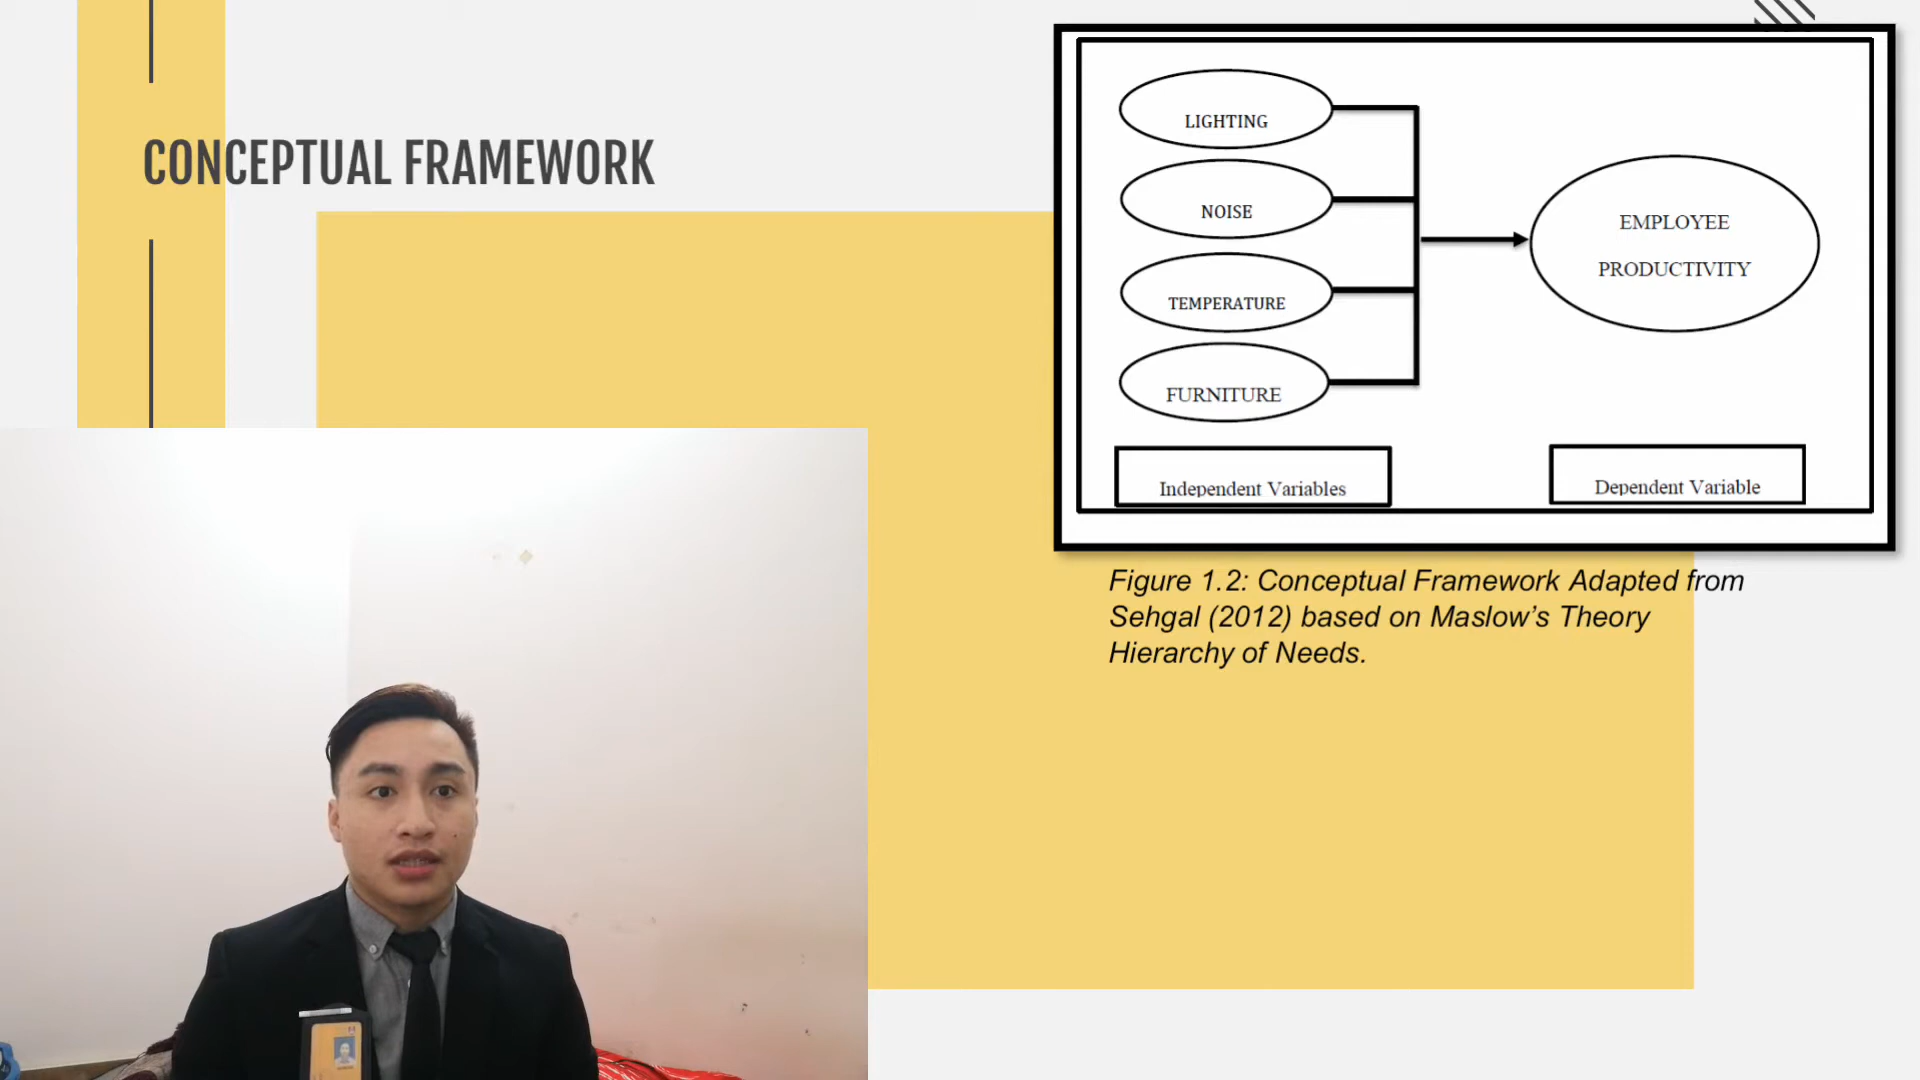 CONCEPTUAL FRAMEWORK
LIGHTING
NOISE
TEMPERATURE
FURNITURE
EMPLOYEE
PRODUCTIVITY
Independent Variables
Dependent Variable
Figure 1.2: Conceptual Framework Adapted from
Sehgal (2012) based on Maslow’s Theory
Hierarchy of Needs.